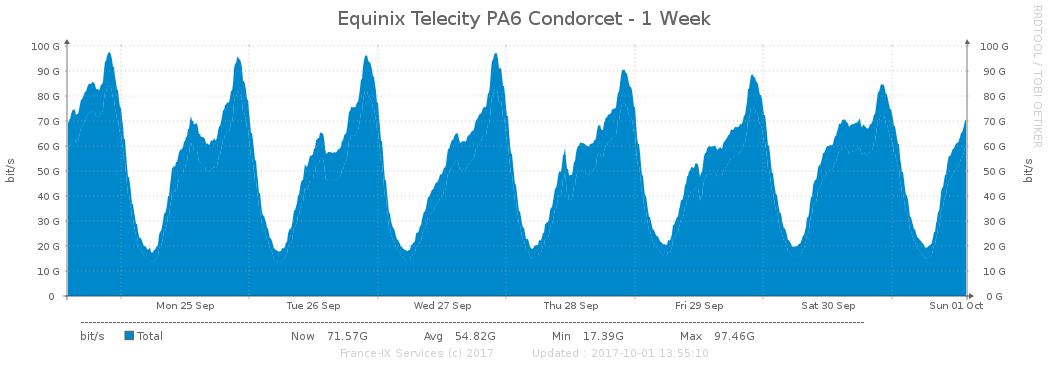 Equinix Telecity PA6 Condorcet - 1 Week
RRDTOOL / TOBI OETIKER
100 G 100 G
90 G 90 G
80 G 80 G
70 G 70 G
60 G 60 G
50 G 50 G
40 G 40 G
30 G 30 G
20 G 20 G
10 G 10 G
0 0 G
bit/s bit/s
Mon 25 Sep Tue 26 Sep Wed 27 Sep Thu 28 Sep Fri 29 Sep Sat 30 Sep Sun 01 Oct
bit/s Total Now 71.57G Avg 54.82G Min 17.39G Max 97.46G
France-IX Services (c) 2017 Updated : 2017-10-01 13:55:10